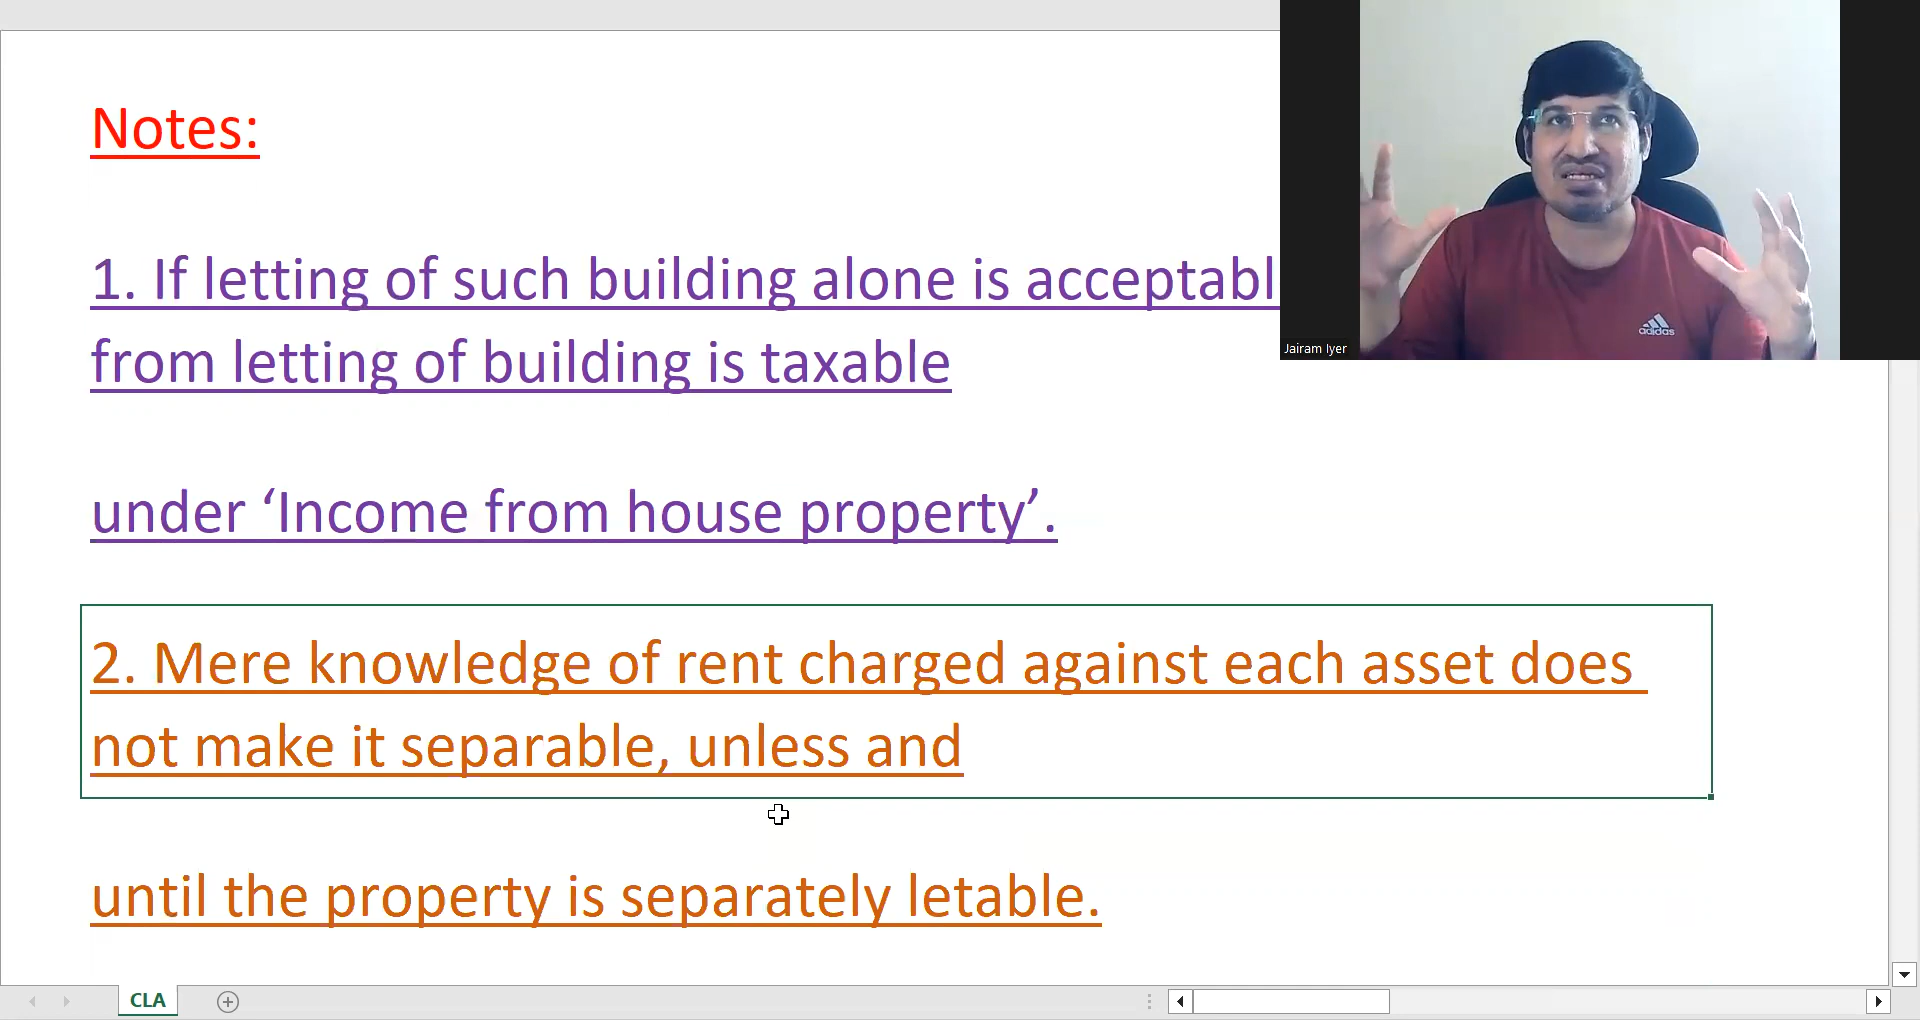 Notes:
1. If letting of such building alone is
from letting of building is taxable
under ‘Income from house property’.
2. Mere knowledge of rent charged against each asset does
not make it separable, unless and
until the property is separately letable.
adidas
Jairam Iyer
CLA